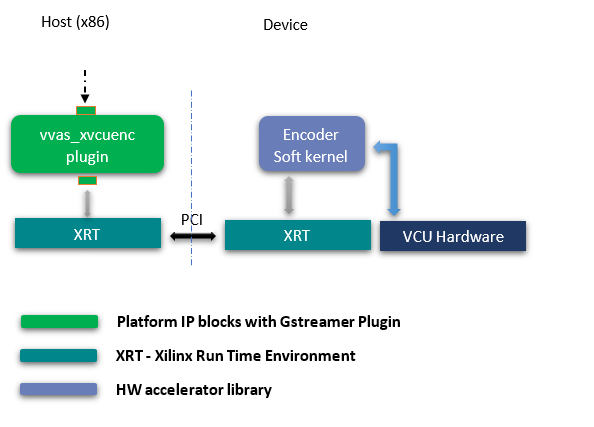 Host (x86)
Device
vvas_xvcuenc
plugin
Encoder
Soft kernel
PCI
XRT
XRT
VCU Hardware
Platform IP blocks with Gstreamer Plugin
XRT - Xilinx Run Time Environment
HW accelerator library